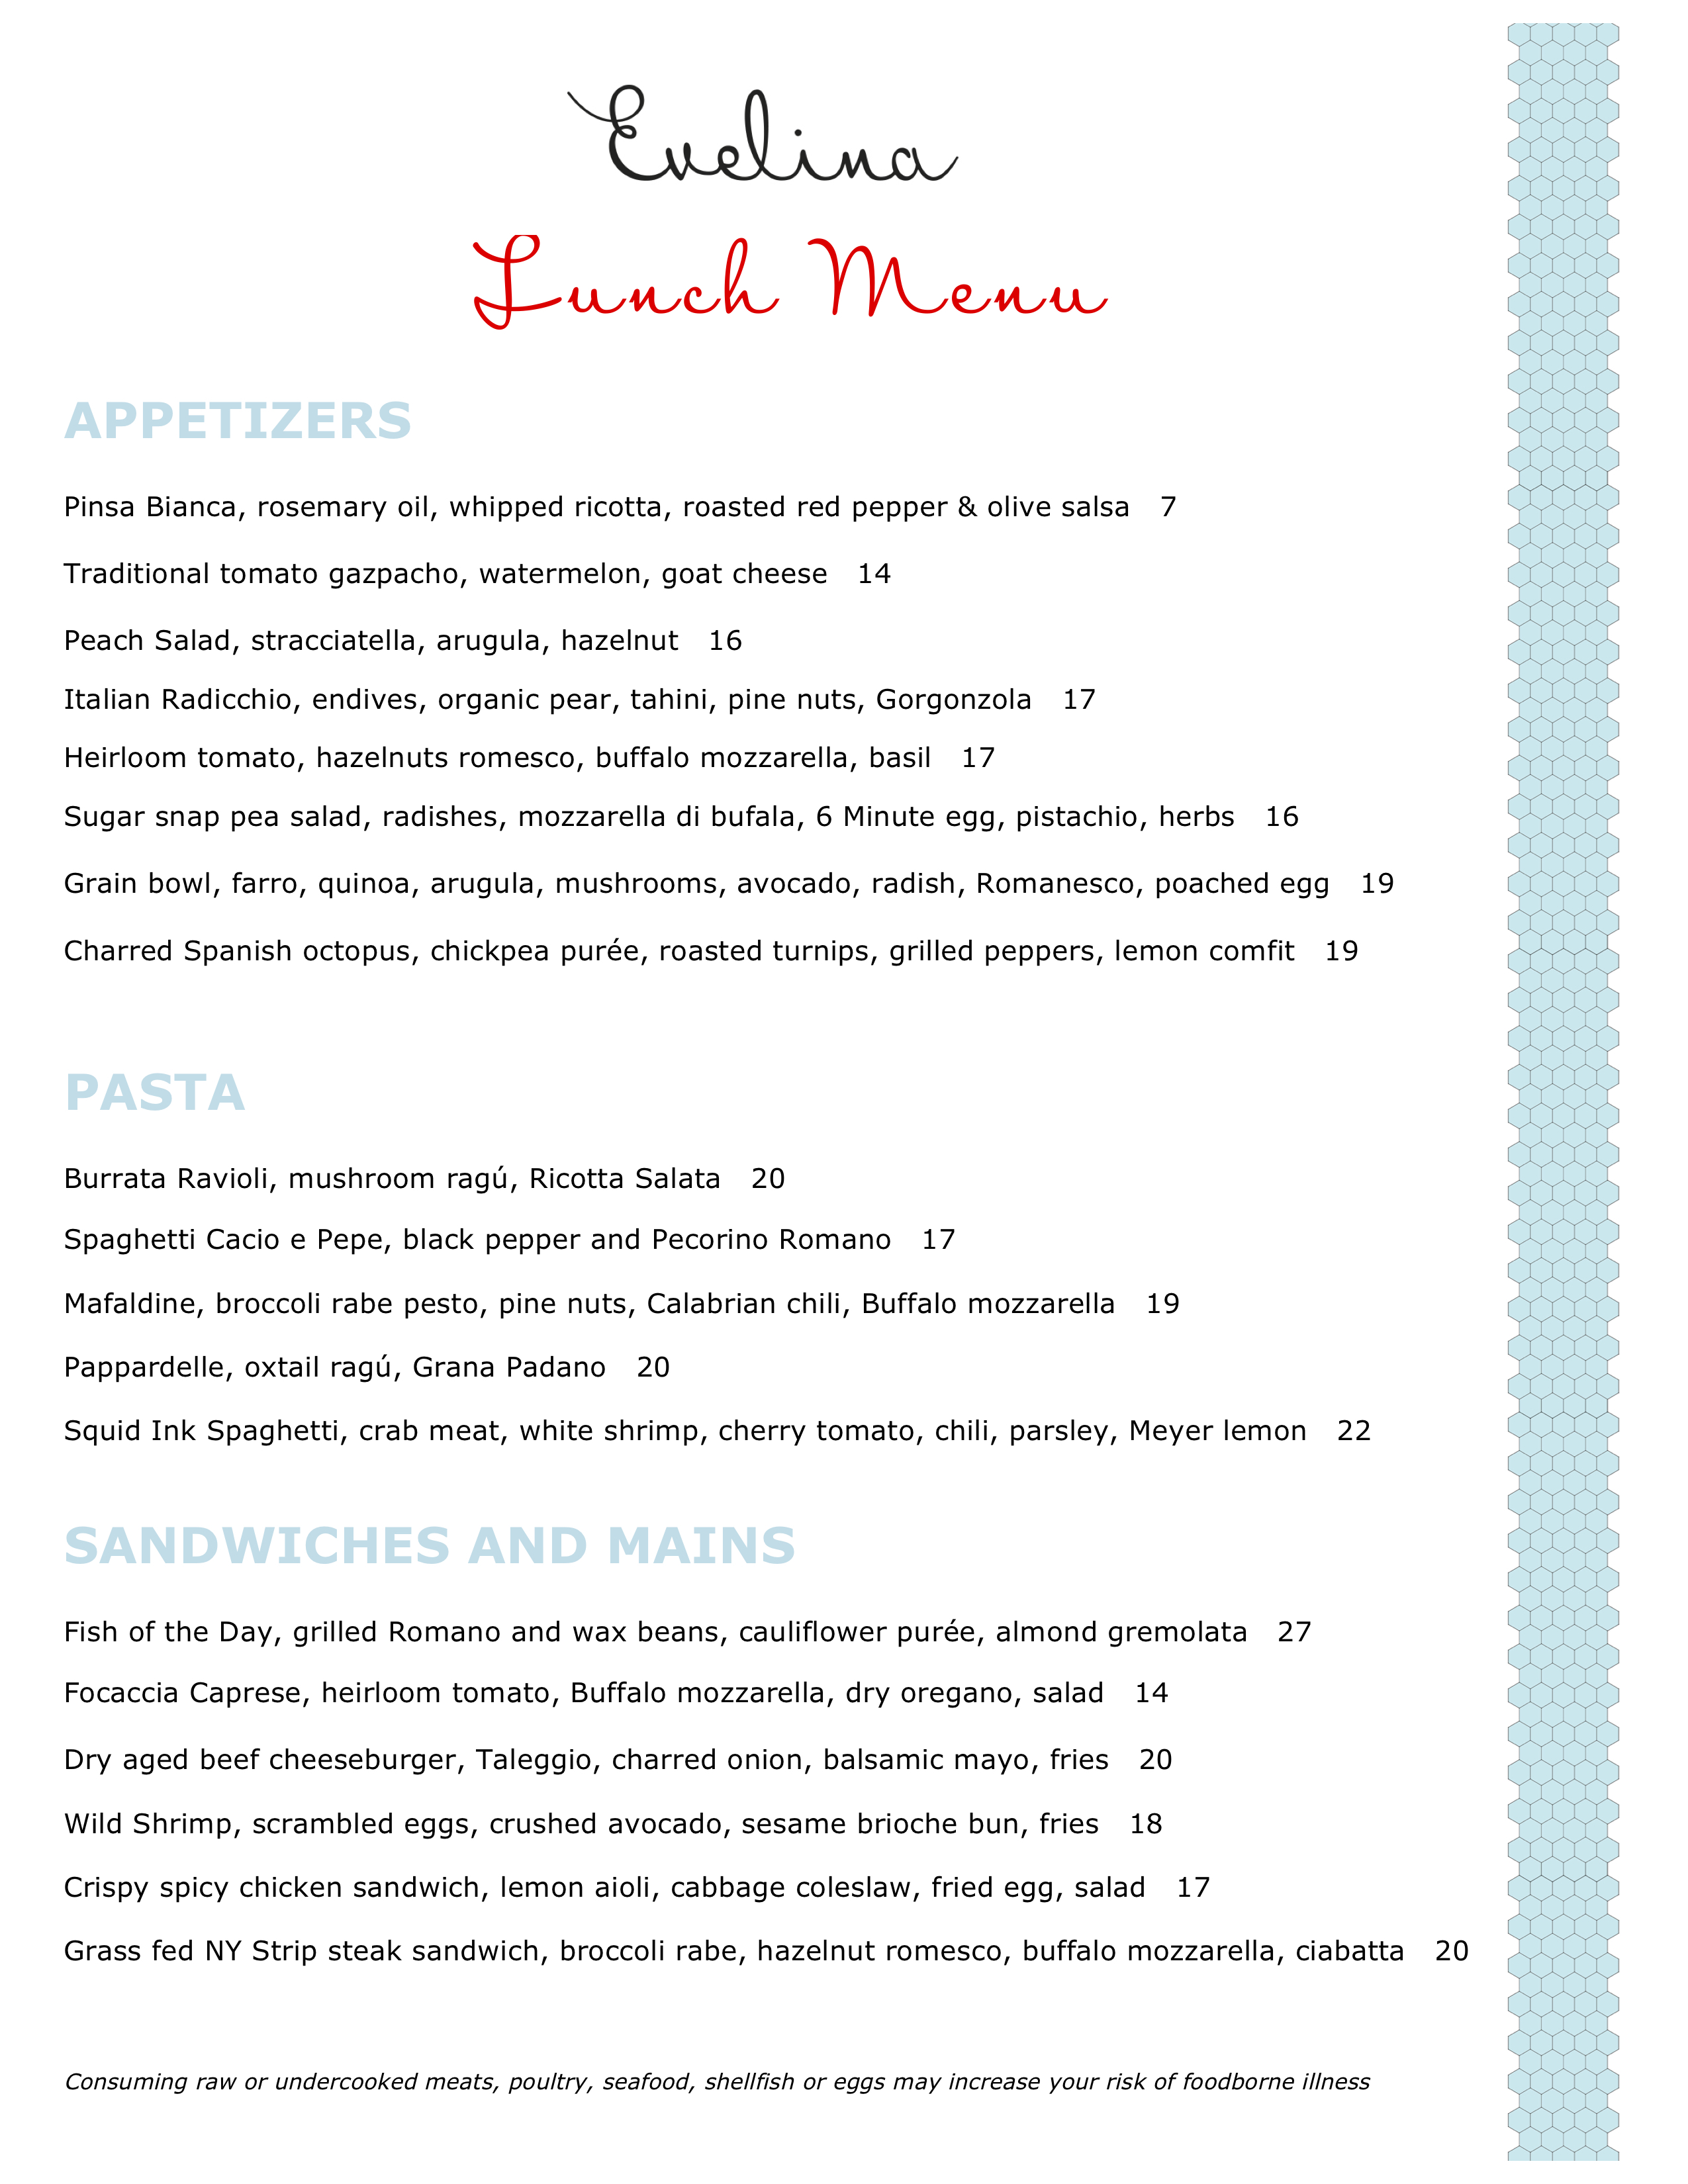 Evelina
Lunch Menu
APPETIZERS
Pinsa Bianca, rosemary oil, whipped ricotta, roasted red pepper & olive salsa 7
Traditional tomato gazpacho, watermelon, goat cheese 14
Peach Salad, stracciatella, arugula, hazelnut 16
Italian Radicchio, endives, organic pear, tahini, pine nuts, Gorgonzola 17
Heirloom tomato, hazelnuts romesco, buffalo mozzarella, basil 17
Sugar snap pea salad, radishes, mozzarella di bufala, 6 Minute egg, pistachio, herbs 16
Grain bowl, farro, quinoa, arugula, mushrooms, avocado, radish, Romanesco, poached egg 19
Charred Spanish octopus, chickpea purée, roasted turnips, grilled peppers, lemon comfit 19
PASTA
Burrata Ravioli, mushroom ragú, Ricotta Salata 20
Spaghetti Cacio e Pepe, black pepper and Pecorino Romano 17
Mafaldine, broccoli rabe pesto, pine nuts, Calabrian chili, Buffalo mozzarella 19
Pappardelle, oxtail ragú, Grana Padano 20
Squid Ink Spaghetti, crab meat, white shrimp, cherry tomato, chili, parsley, Meyer lemon 22
SANDWICHES AND MAINS
Fish of the Day, grilled Romano and wax beans, cauliflower purée, almond gremolata 27
Focaccia Caprese, heirloom tomato, Buffalo mozzarella, dry oregano, salad 14
Dry aged beef cheeseburger, Taleggio, charred onion, balsamic mayo, fries 20
Wild Shrimp, scrambled eggs, crushed avocado, sesame brioche bun, fries 18
Crispy spicy chicken sandwich, lemon aioli, cabbage coleslaw, fried egg, salad 17
Grass fed NY Strip steak sandwich, broccoli rabe, hazelnut romesco, buffalo mozzarella, ciabatta 20
Consuming raw or undercooked meats, poultry, seafood, shellfish or eggs may increase your risk of foodborne illness